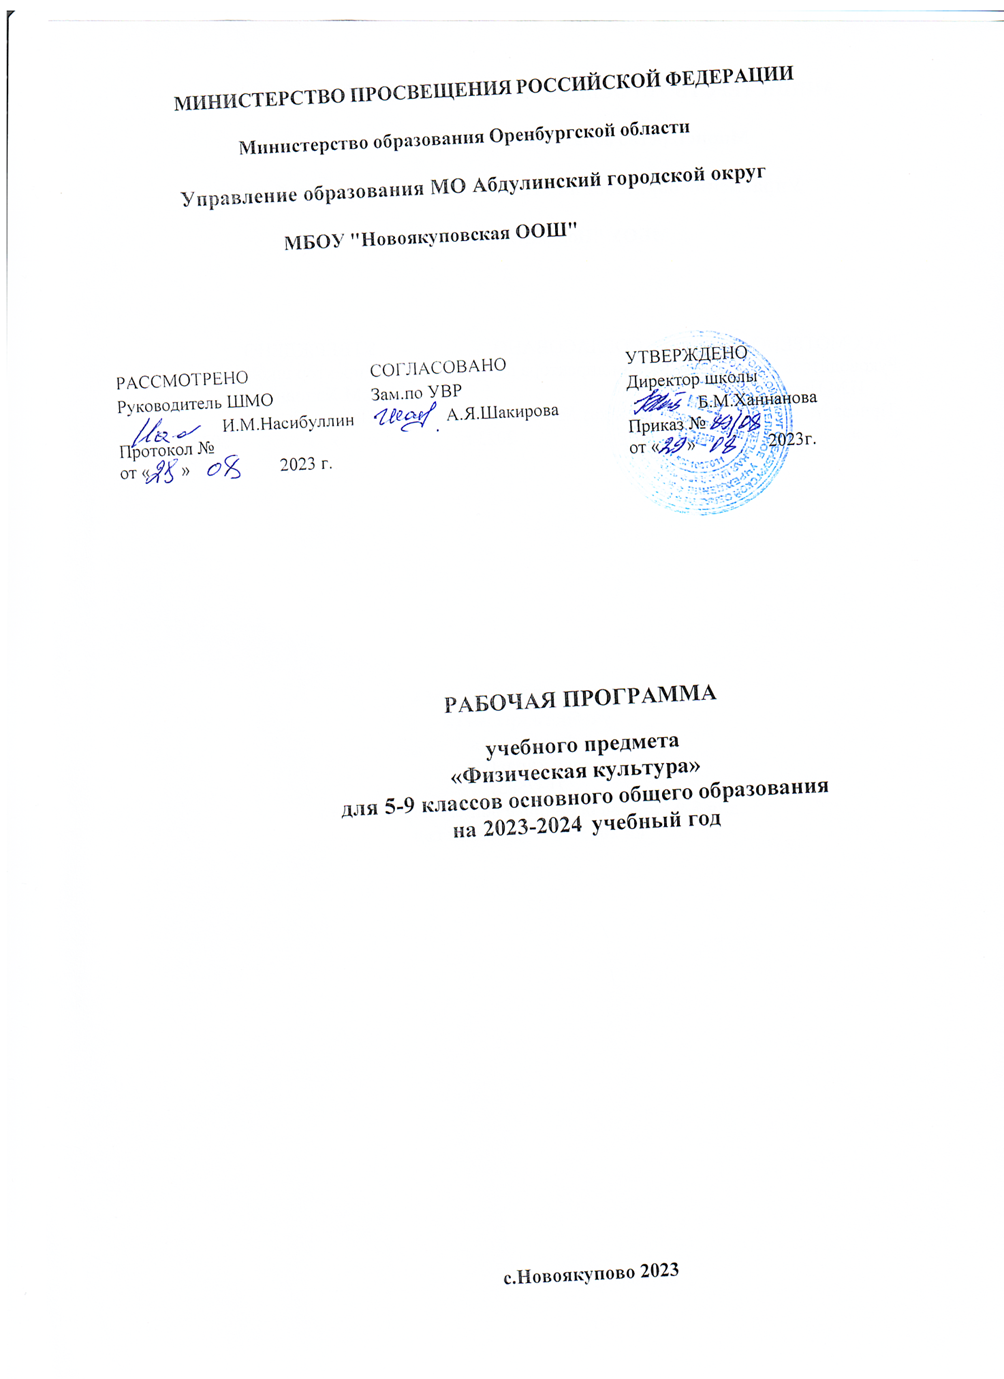 МИНИСТЕРСТВО ПРОСВЕЩЕНИЯ РОССИЙСКОЙ ФЕДЕРАЦИИ
Министерство образования Оренбургской области
Управление образования МО Абдулинский городской округ
МБОУ "Новоякуповская ООШ"
РАССМОТРЕНО
Руководитель ШМО
И.М.Насибуллин
Протокол №
от «28» 08 2023 г.
СОГЛАСОВАНО
Зам.по УВР
А.Я.Шакирова
УТВЕРЖДЕНО
Директор школы
Б.М.Ханнанова
Приказ № /08
от «29» 08 2023г.
РАБОЧАЯ ПРОГРАММА
учебного предмета
«Физическая культура»
для 5-9 классов основного общего образования
на 2023-2024 учебный год
с.Новоякупово 2023